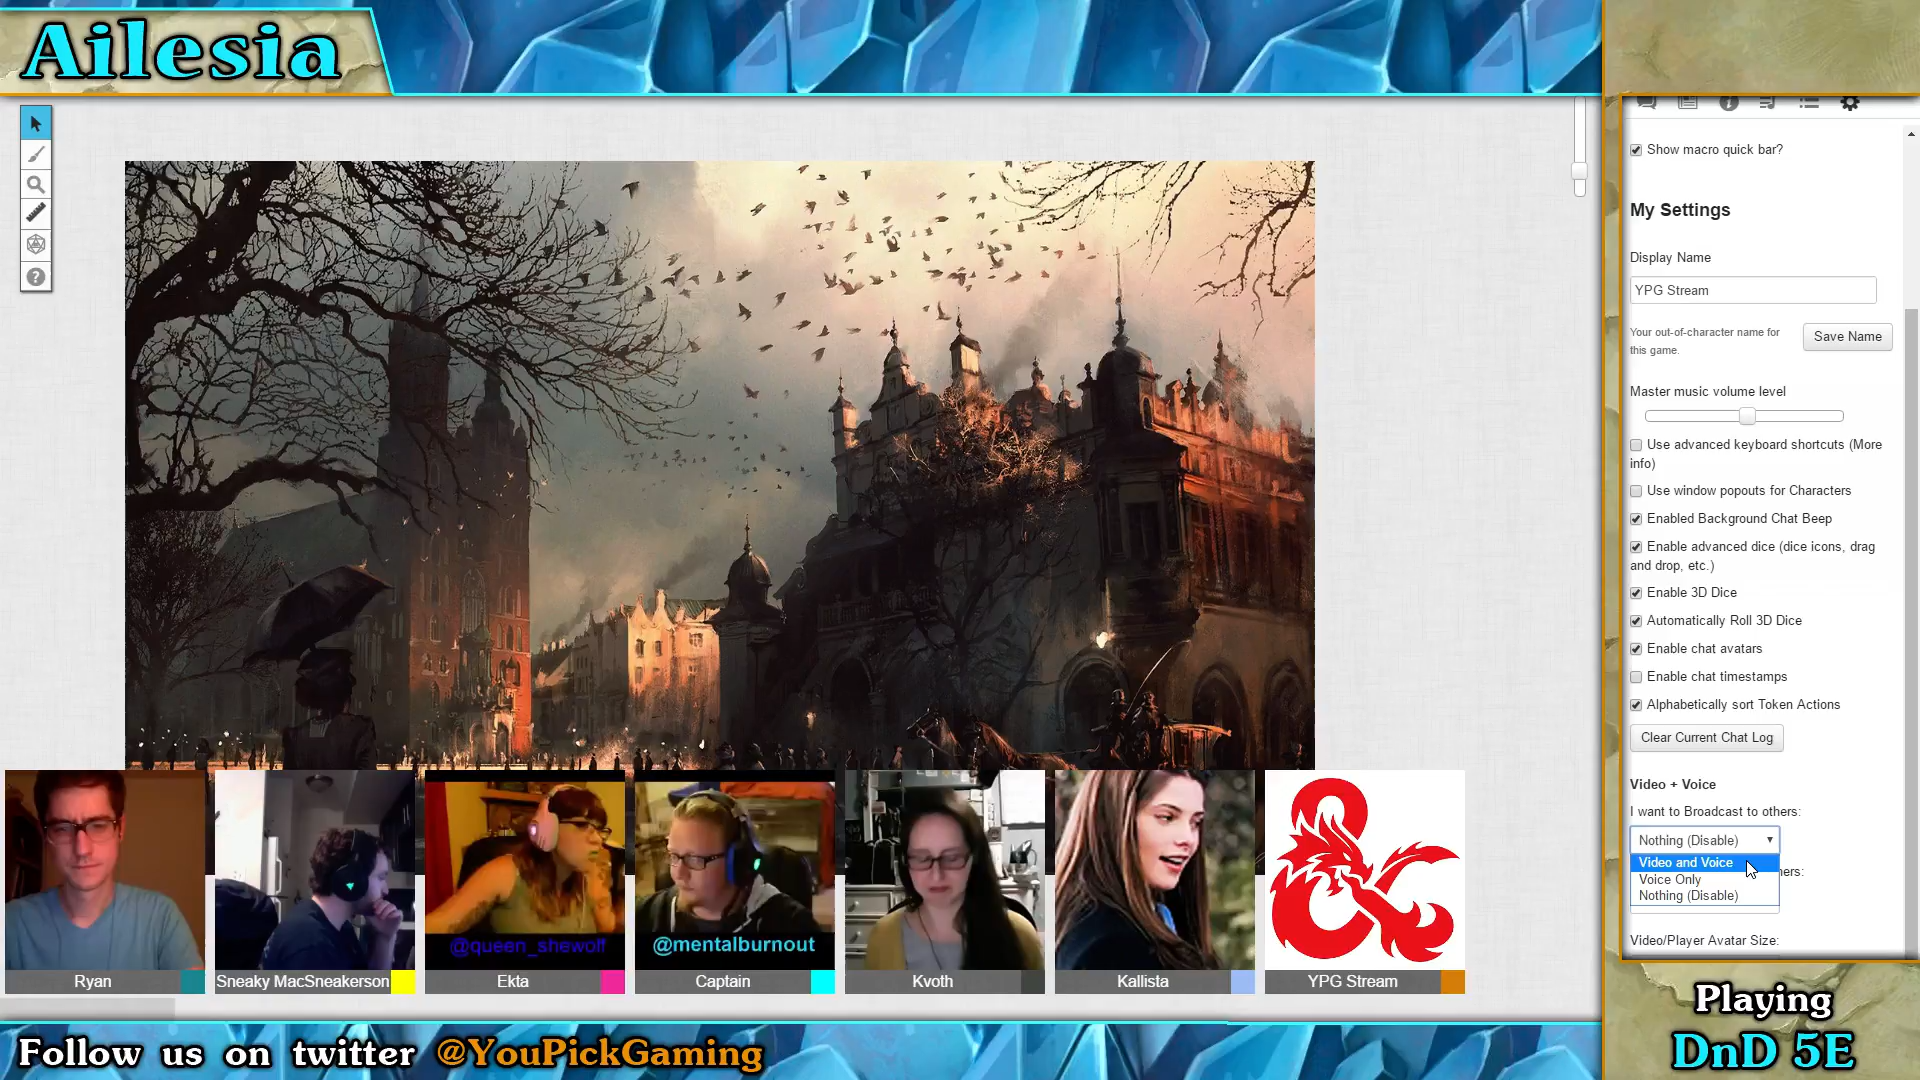 Ailesia
Show macro quick bar?
My Settings
Display Name
YPG Stream
Your out-of-character name for
this game.
Save Name
Master music volume level
Use advanced keyboard shortcuts (More
info)
Use window popouts for Characters
Enabled Background Chat Beep
Enable advanced dice (dice icons, drag
and drop, etc.)
Enable 3D Dice
Automatically Roll 3D Dice
Enable chat avatars
Enable chat timestamps
Alphabetically sort Token Actions
Clear Current Chat Log
Video + Voice
I want to Broadcast to others:
Nothing (Disable)
Video and Voice
Voice Only
Nothing (Disable)
Video/Player Avatar Size:
@queen_shewolf
@mentalburnout
Ryan
Sneaky MacSneakerson
Ekta
Captain
Kvoth
Kallista
YPG Stream
Follow us on twitter @YouPickGaming
Playing
DnD 5E